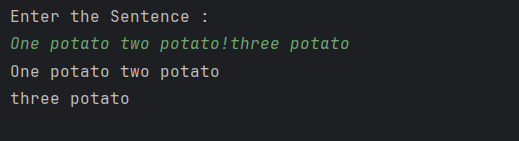 Enter the Sentence :
One potato two potato!three potato
One potato two potato
three potato